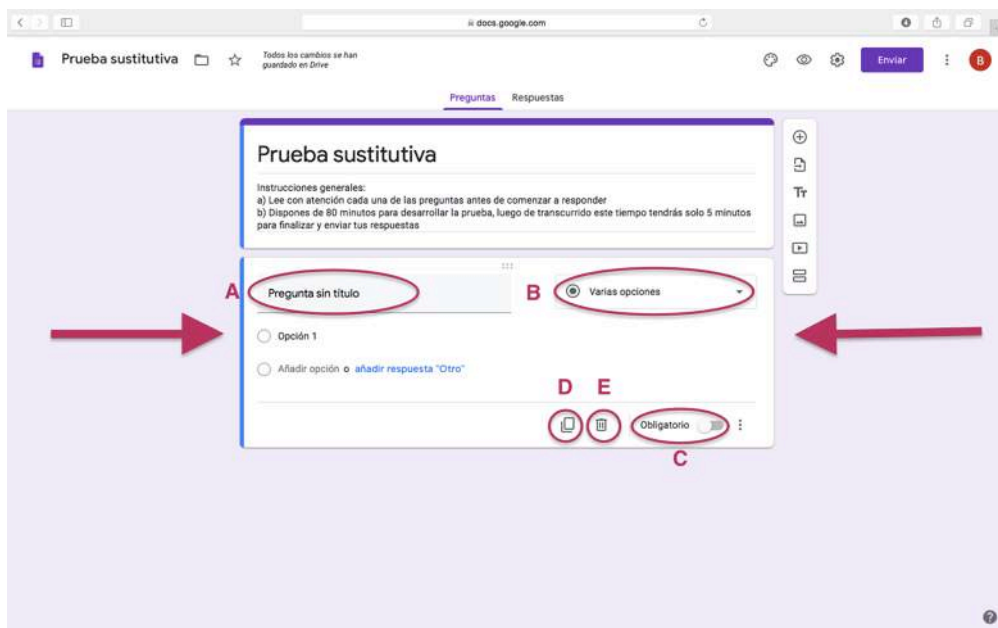 docs.google.com
Prueba sustitutiva
Todos los cambios se han
guardado en Drive
Enviar
B
Preguntas Respuestas
Prueba sustitutiva
Instrucciones generales:
a) Lee con atención cada una de las preguntas antes de comenzar a responder
b) Dispones de 80 minutos para desarrollar la prueba, luego de transcurrido este tiempo tendrás solo 5 minutos
para finalizar y enviar tus respuestas
Tт
A Pregunta sin título B Varias opciones
Opción 1
Añadir opción o añadir respuesta "Otro"
D E
Obligatorio
C